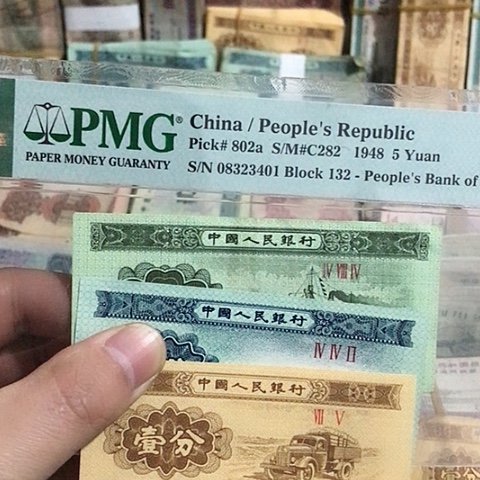 PMG®
PAPER MONEY GUARANTY
China / People's Republic
Pick# 802a S/M#C282 1948 5 Yuan
S/N 08323401 Block 132 - People's Bank of
中國人民銀行
IV VIII IV
中國人民銀行
IV IV II
中國人民銀行
VII V
壹分